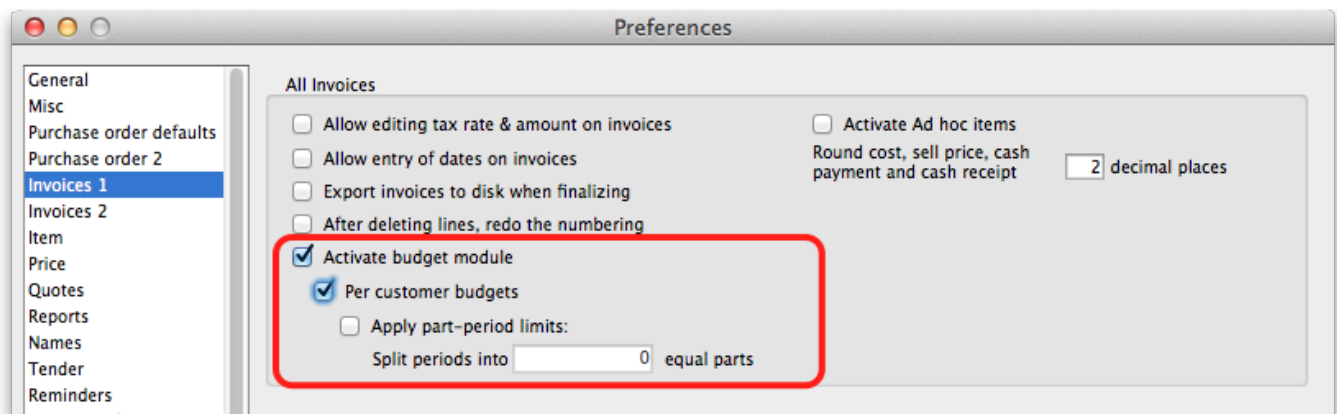 Preferences
General
Misc
Purchase order defaults
Purchase order 2
Invoices 1
Invoices 2
Item
Price
Quotes
Reports
Names
Tender
Reminders
All Invoices
Allow editing tax rate & amount on invoices
Allow entry of dates on invoices
Export invoices to disk when finalizing
After deleting lines, redo the numbering
Activate budget module
Per customer budgets
Apply part-period limits:
Split periods into 0 equal parts
Activate Ad hoc items
Round cost, sell price, cash
payment and cash receipt 2 decimal places